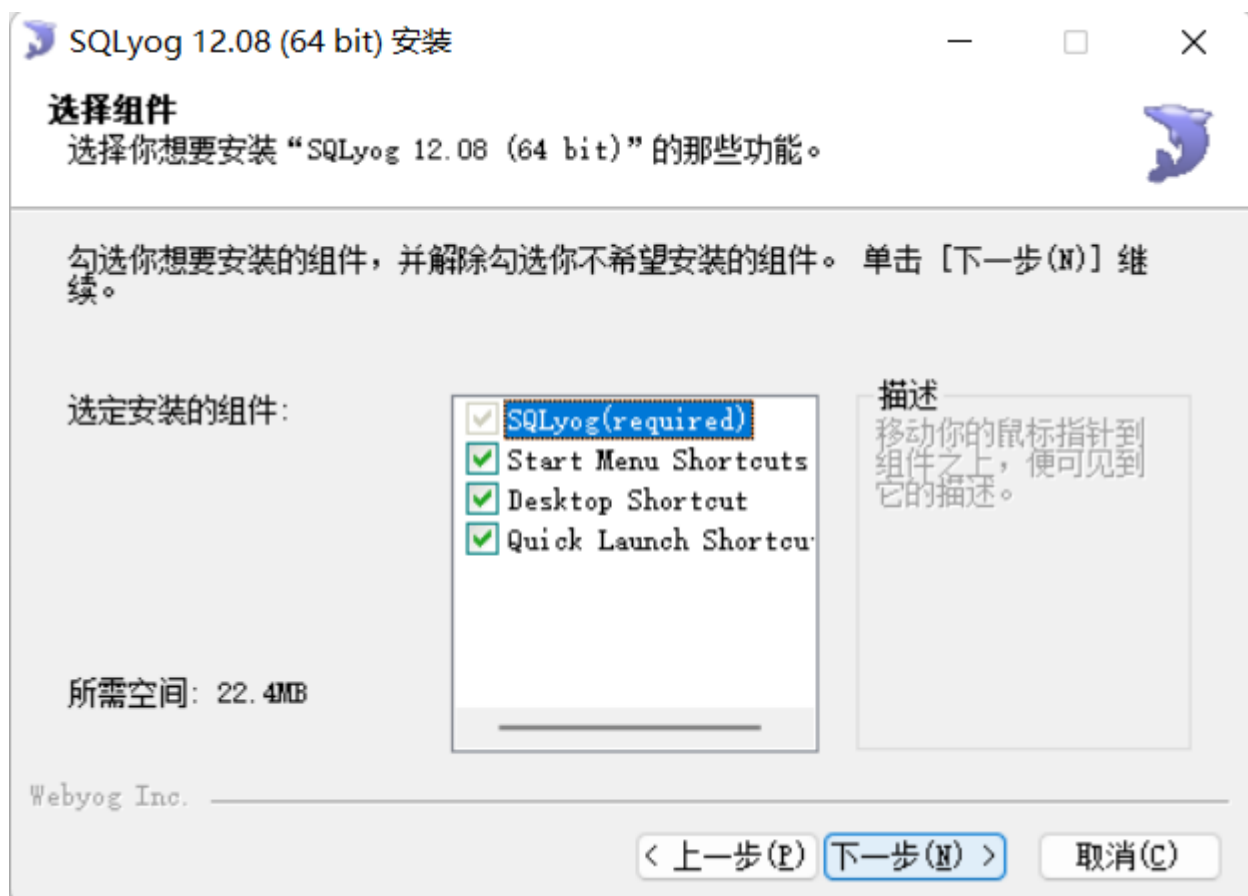 SQLyog 12.08 (64 bit) 安装
选择组件
选择你想要安装“SQLyog 12.08 (64 bit)”的那些功能。
勾选你想要安装的组件，并解除勾选你不希望安装的组件。 单击 [下一步(N)] 继
续。
选定安装的组件:
SQLyog(required)
Start Menu Shortcuts
Desktop Shortcut
Quick Launch Shortcu
描述
移动你的鼠标指针到
组件之上，便可见到
它的描述。
所需空间: 22.4MB
Webyog Inc.
< 上一步(P) 下一步(N) > 取消(C)